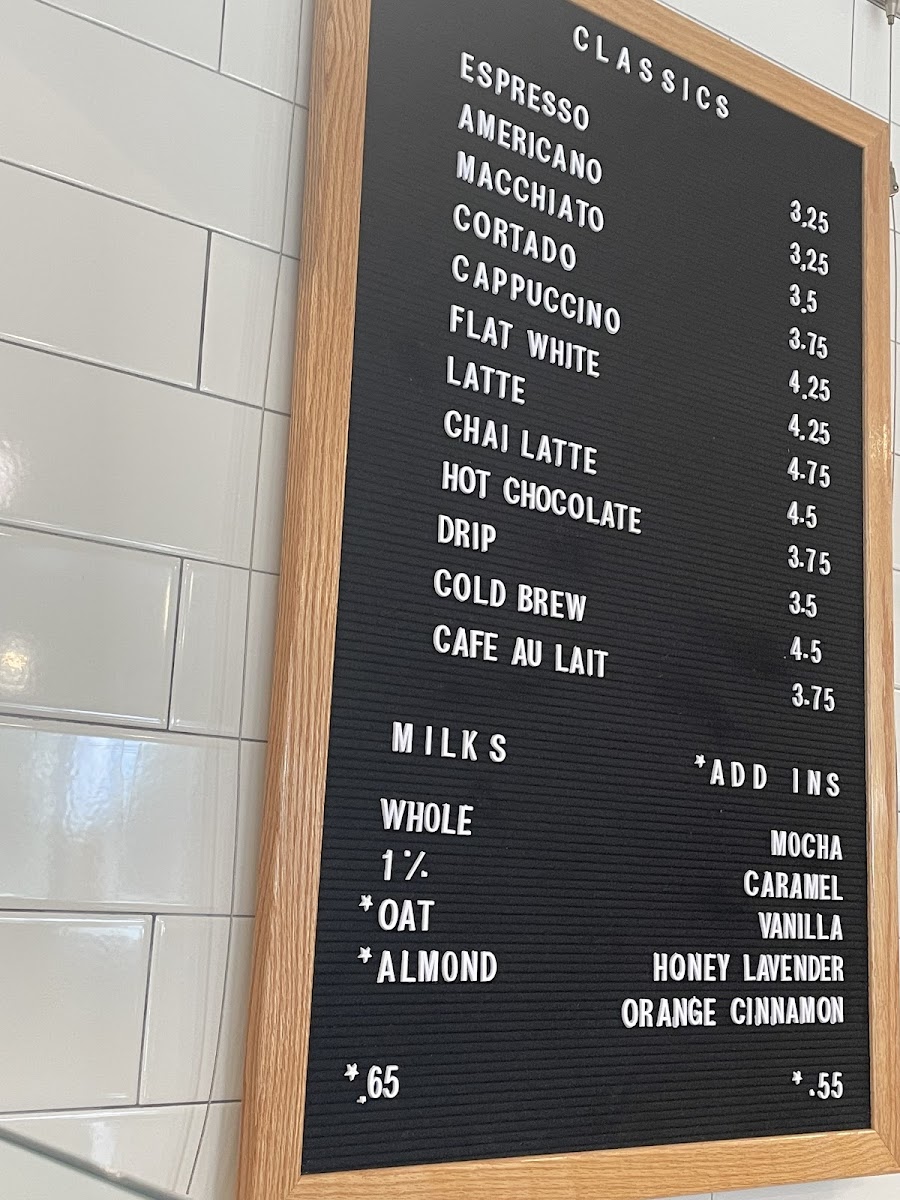 CLASSICS
ESPRESSO 3.25
AMERICANO 3.25
MACCHIATO 3.5
CORTADO 3.75
CAPPUCCINO 4.25
FLAT WHITE 4.25
LATTE 4.75
CHAI LATTE 4.5
HOT CHOCOLATE 3.75
DRIP 3.5
COLD BREW 4.5
CAFE AU LAIT 3.75
MILKS
WHOLE
1%
*OAT
*ALMOND
*.65
*ADD INS
MOCHA
CARAMEL
VANILLA
HONEY LAVENDER
ORANGE CINNAMON
*.55